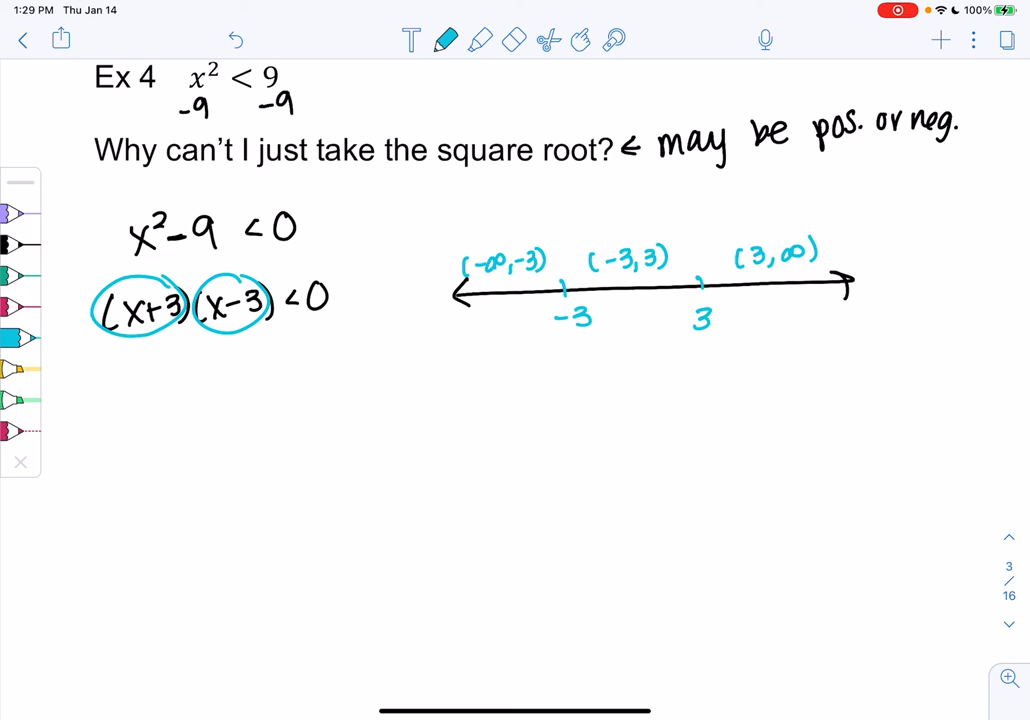 1:29 PM Thu Jan 14
100%
T
Ex 4 x² < 9
-9 -9
Why can't I just take the square root? ← may be pos. or neg.
x² - 9 < 0
(x+3)(x-3) < 0
(-∞,-3) (-3,3) (3,∞)
-3 3
3
/
16